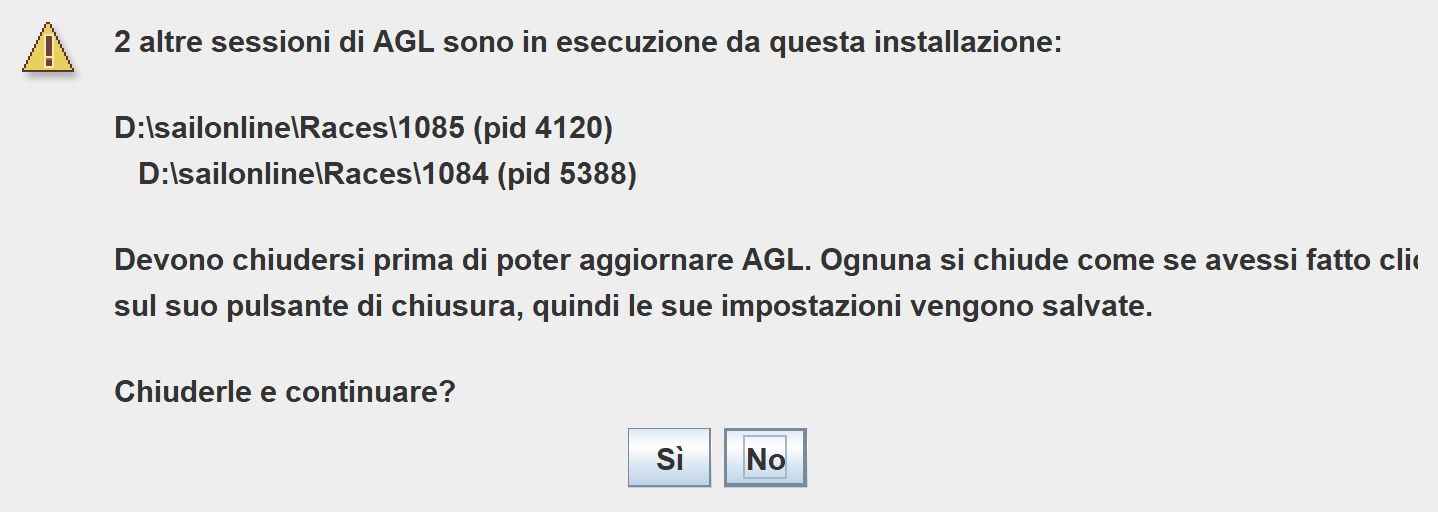 2 altre sessioni di AGL sono in esecuzione da questa installazione:
D:\sailonline\Races\1085 (pid 4120)
D:\sailonline\Races\1084 (pid 5388)
Devono chiudersi prima di poter aggiornare AGL. Ognuna si chiude come se avessi fatto
sul suo pulsante di chiusura, quindi le sue impostazioni vengono salvate.
Chiuderle e continuare?
Sì
No